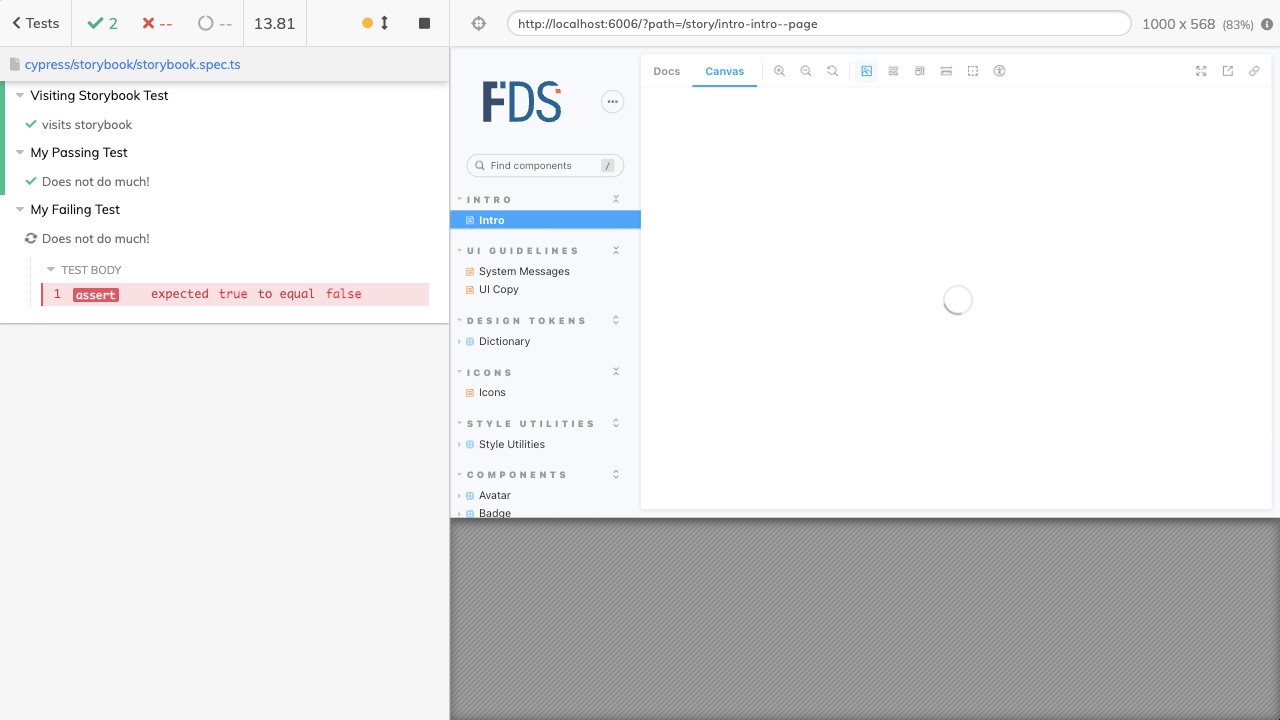 Tests
2
--
--
13.81
http://localhost:6006/?path=/story/intro-intro--page
1000 x 568 (83%)
cypress/storybook/storybook.spec.ts
Visiting Storybook Test
visits storybook
My Passing Test
Does not do much!
My Failing Test
Does not do much!
TEST BODY
1 assert expected true to equal false
FDS
Find components /
INTRO
Intro
UI GUIDELINES
System Messages
UI Copy
DESIGN TOKENS
Dictionary
ICONS
Icons
STYLE UTILITIES
Style Utilities
COMPONENTS
Avatar
Badge
Docs Canvas